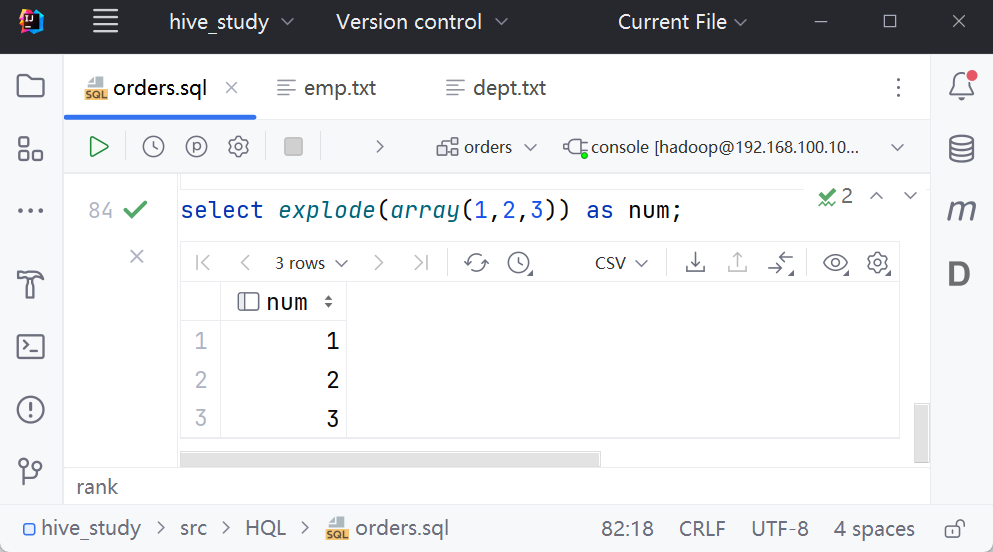 hive_study Version control Current File
orders.sql emp.txt dept.txt
orders console [hadoop@192.168.100.10...
84 select explode(array(1,2,3)) as num; 2
3 rows CSV
num
1 1
2 2
3 3
rank
hive_study > src > HQL > orders.sql 82:18 CRLF UTF-8 4 spaces